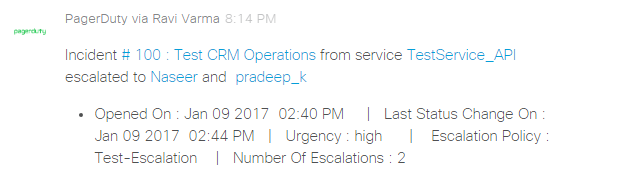 PagerDuty via Ravi Varma 8:14 PM
pagerduty
Incident # 100 : Test CRM Operations from service TestService_API
escalated to Naseer and pradeep_k
• Opened On : Jan 09 2017 02:40 PM | Last Status Change On :
Jan 09 2017 02:44 PM | Urgency : high | Escalation Policy :
Test-Escalation | Number Of Escalations : 2